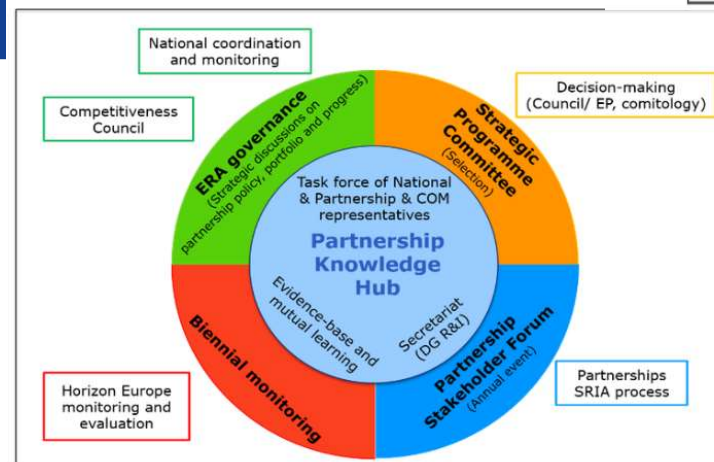 National coordination
and monitoring
Competitiveness
Council
Decision-making
(Council/ EP, comitology)
ERA governance
(Strategic discussions on
partnership policy, portfolio and progress)
Strategic
Programme
Committee
(Selection)
Task force of National
& Partnership & COM
representatives
Partnership
Knowledge
Hub
Evidence-base and
mutual learning
Secretariat
(DG R&I)
Biennial monitoring
Partnership
Stakeholder Forum
(Annual event)
Horizon Europe
monitoring and
evaluation
Partnerships
SRIA process